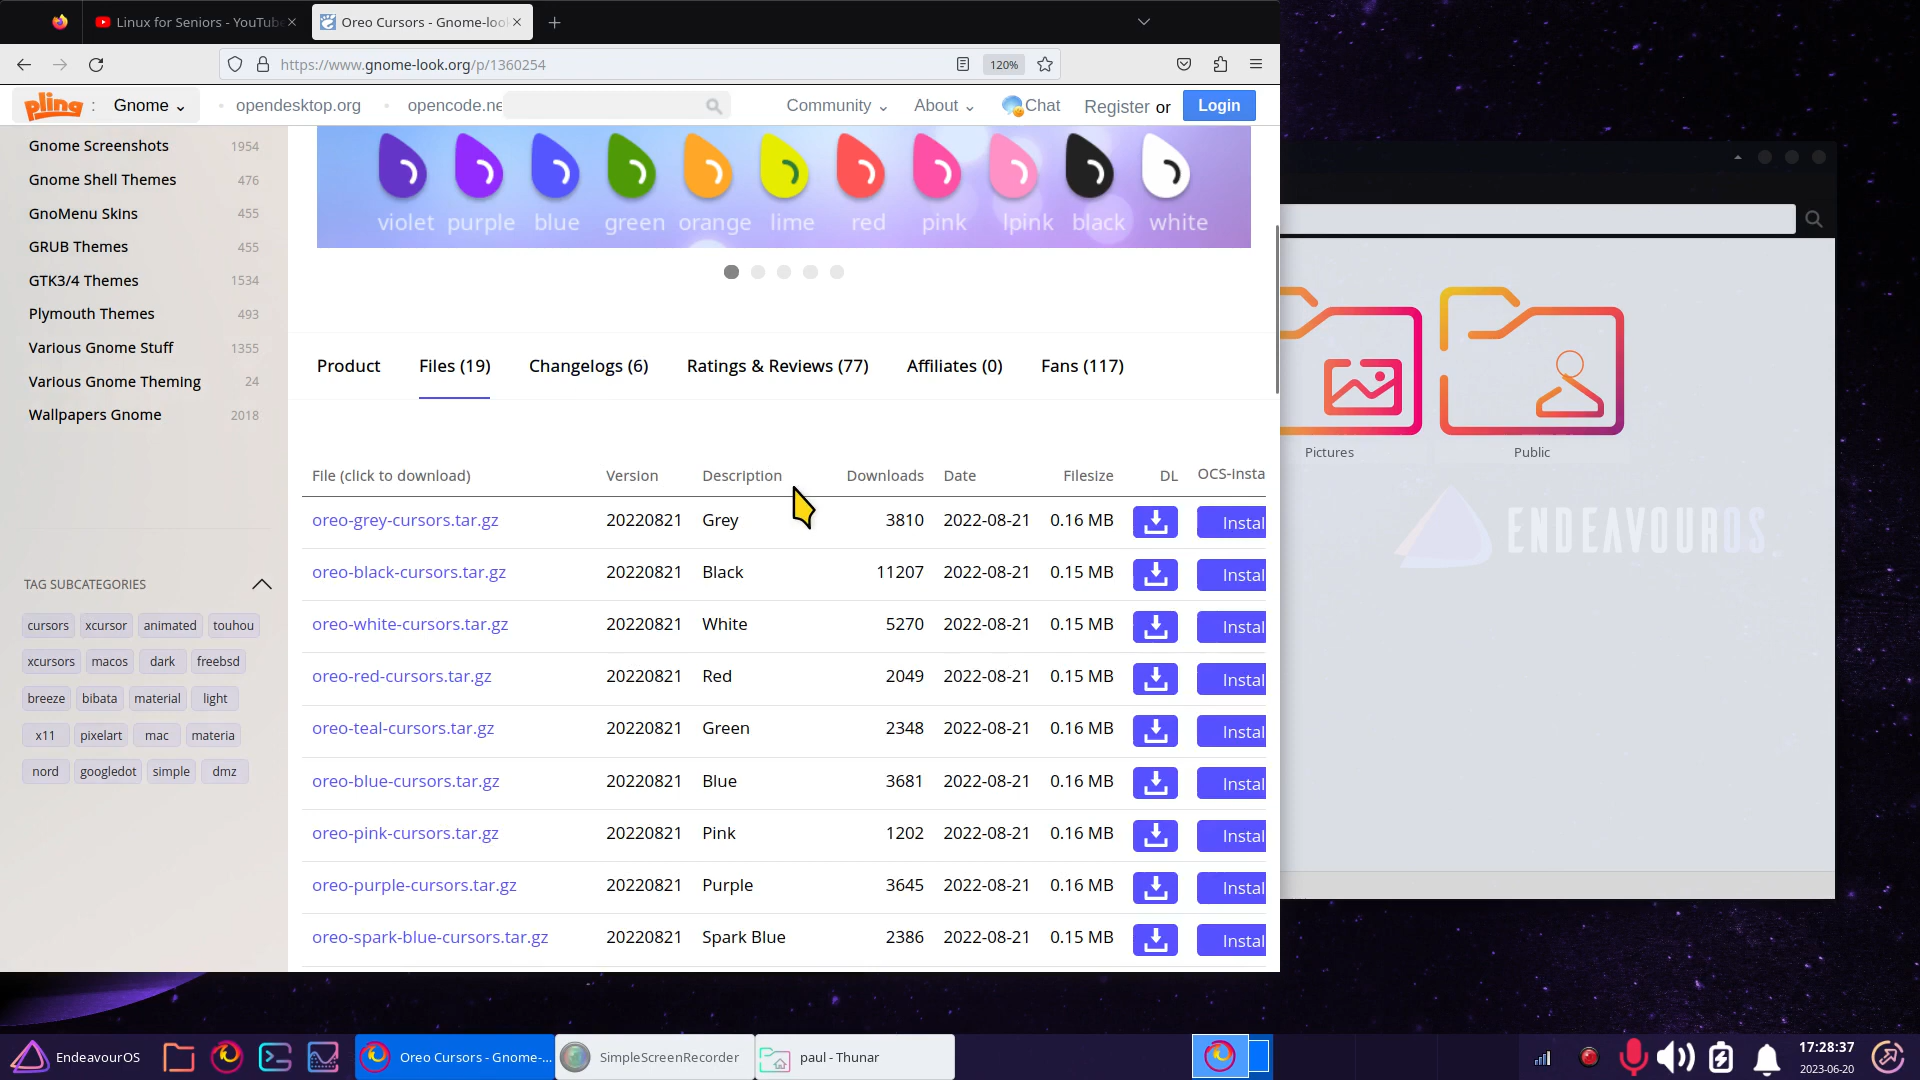 Linux for Seniors - YouTube
Oreo Cursors - Gnome-loo
https://www.gnome-look.org/p/1360254
120%
pling
:
Gnome
opendesktop.org
opencode.ne
Community
About
Chat
Register or
Login
Gnome Screenshots 1954
Gnome Shell Themes 476
GnoMenu Skins 455
GRUB Themes 455
GTK3/4 Themes 1534
Plymouth Themes 493
Various Gnome Stuff 1355
Various Gnome Theming 24
Wallpapers Gnome 2018
TAG SUBCATEGORIES
cursors xcursor animated touhou
xcursors macos dark freebsd
breeze bibata material light
x11 pixelart mac materia
nord googledot simple dmz
violet purple blue green orange lime red pink lpink black white
Product Files (19) Changelogs (6) Ratings & Reviews (77) Affiliates (0) Fans (117)
File (click to download) Version Description Downloads Date Filesize DL OCS-Insta
oreo-grey-cursors.tar.gz 20220821 Grey 3810 2022-08-21 0.16 MB Instal
oreo-black-cursors.tar.gz 20220821 Black 11207 2022-08-21 0.15 MB Instal
oreo-white-cursors.tar.gz 20220821 White 5270 2022-08-21 0.15 MB Instal
oreo-red-cursors.tar.gz 20220821 Red 2049 2022-08-21 0.15 MB Instal
oreo-teal-cursors.tar.gz 20220821 Green 2348 2022-08-21 0.16 MB Instal
oreo-blue-cursors.tar.gz 20220821 Blue 3681 2022-08-21 0.16 MB Instal
oreo-pink-cursors.tar.gz 20220821 Pink 1202 2022-08-21 0.16 MB Instal
oreo-purple-cursors.tar.gz 20220821 Purple 3645 2022-08-21 0.16 MB Instal
oreo-spark-blue-cursors.tar.gz 20220821 Spark Blue 2386 2022-08-21 0.15 MB Instal
Pictures
Public
ENDEAVOUROS
EndeavourOS
Oreo Cursors - Gnome-...
SimpleScreenRecorder
paul - Thunar
17:28:37
2023-06-20